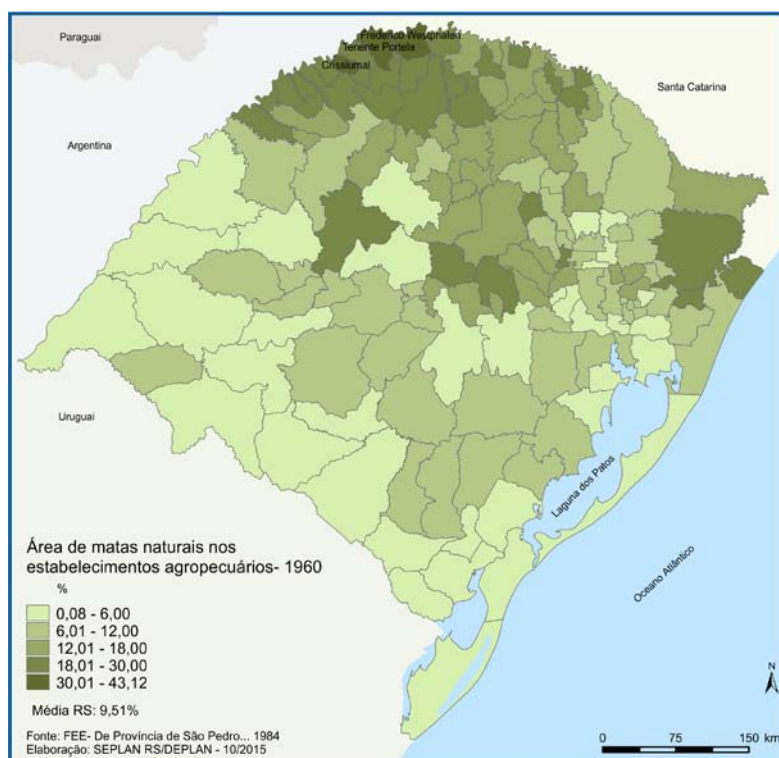 Paraguai
Frederico Westphalen
Tenente Portela
Crissiumal
Santa Catarina
Argentina
Uruguai
Laguna dos Patos
Oceano Atlântico
Área de matas naturais nos
estabelecimentos agropecuários- 1960
%
0,08 - 6,00
6,01 - 12,00
12,01 - 18,00
18,01 - 30,00
30,01 - 43,12
Média RS: 9,51%
Fonte: FEE- De Província de São Pedro... 1984
Elaboração: SEPLAN RS/DEPLAN - 10/2015
N
0 75 150 km